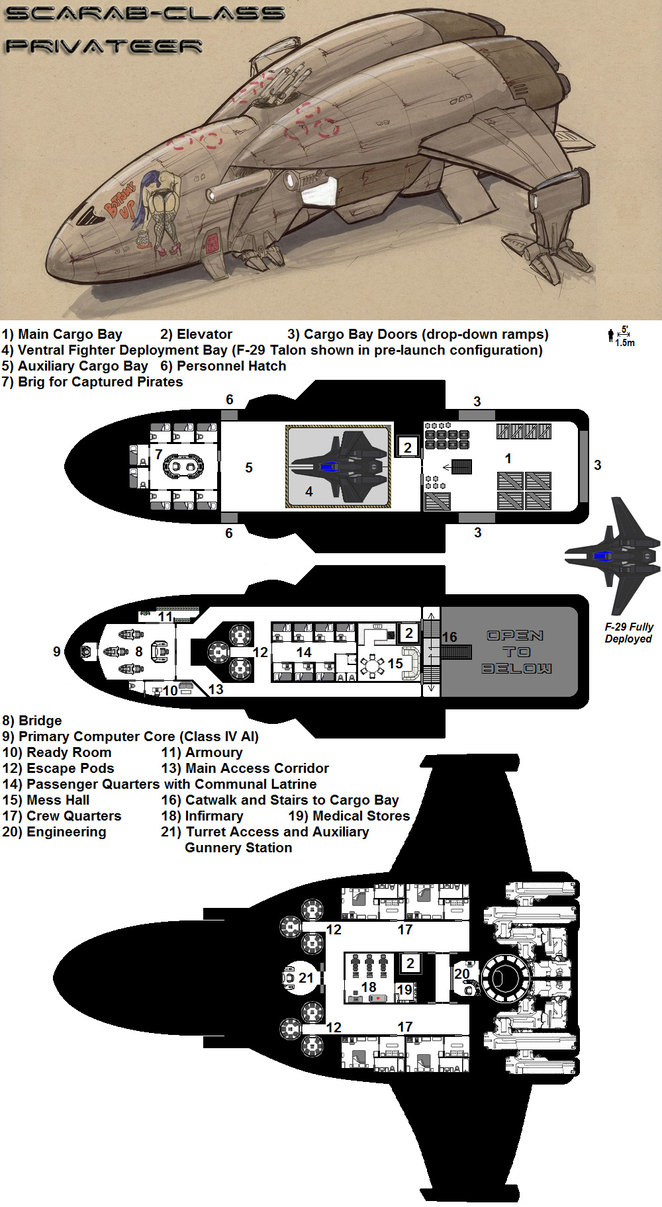 SCARAB-CLASS
PRIVATEER
BOTTOMS
UP
1) Main Cargo Bay 2) Elevator 3) Cargo Bay Doors (drop-down ramps)
4) Ventral Fighter Deployment Bay (F-29 Talon shown in pre-launch configuration)
5) Auxiliary Cargo Bay 6) Personnel Hatch
7) Brig for Captured Pirates
5'
1.5m
6
3
2
7
5
4
1
3
6
3
F-29 Fully
Deployed
11
2
16
OPEN
TO
BELOW
9
8
12
14
15
10
13
8) Bridge
9) Primary Computer Core (Class IV AI)
10) Ready Room 11) Armoury
12) Escape Pods 13) Main Access Corridor
14) Passenger Quarters with Communal Latrine
15) Mess Hall 16) Catwalk and Stairs to Cargo Bay
17) Crew Quarters 18) Infirmary 19) Medical Stores
20) Engineering 21) Turret Access and Auxiliary
Gunnery Station
12
17
2
21
20
18
19
12
17